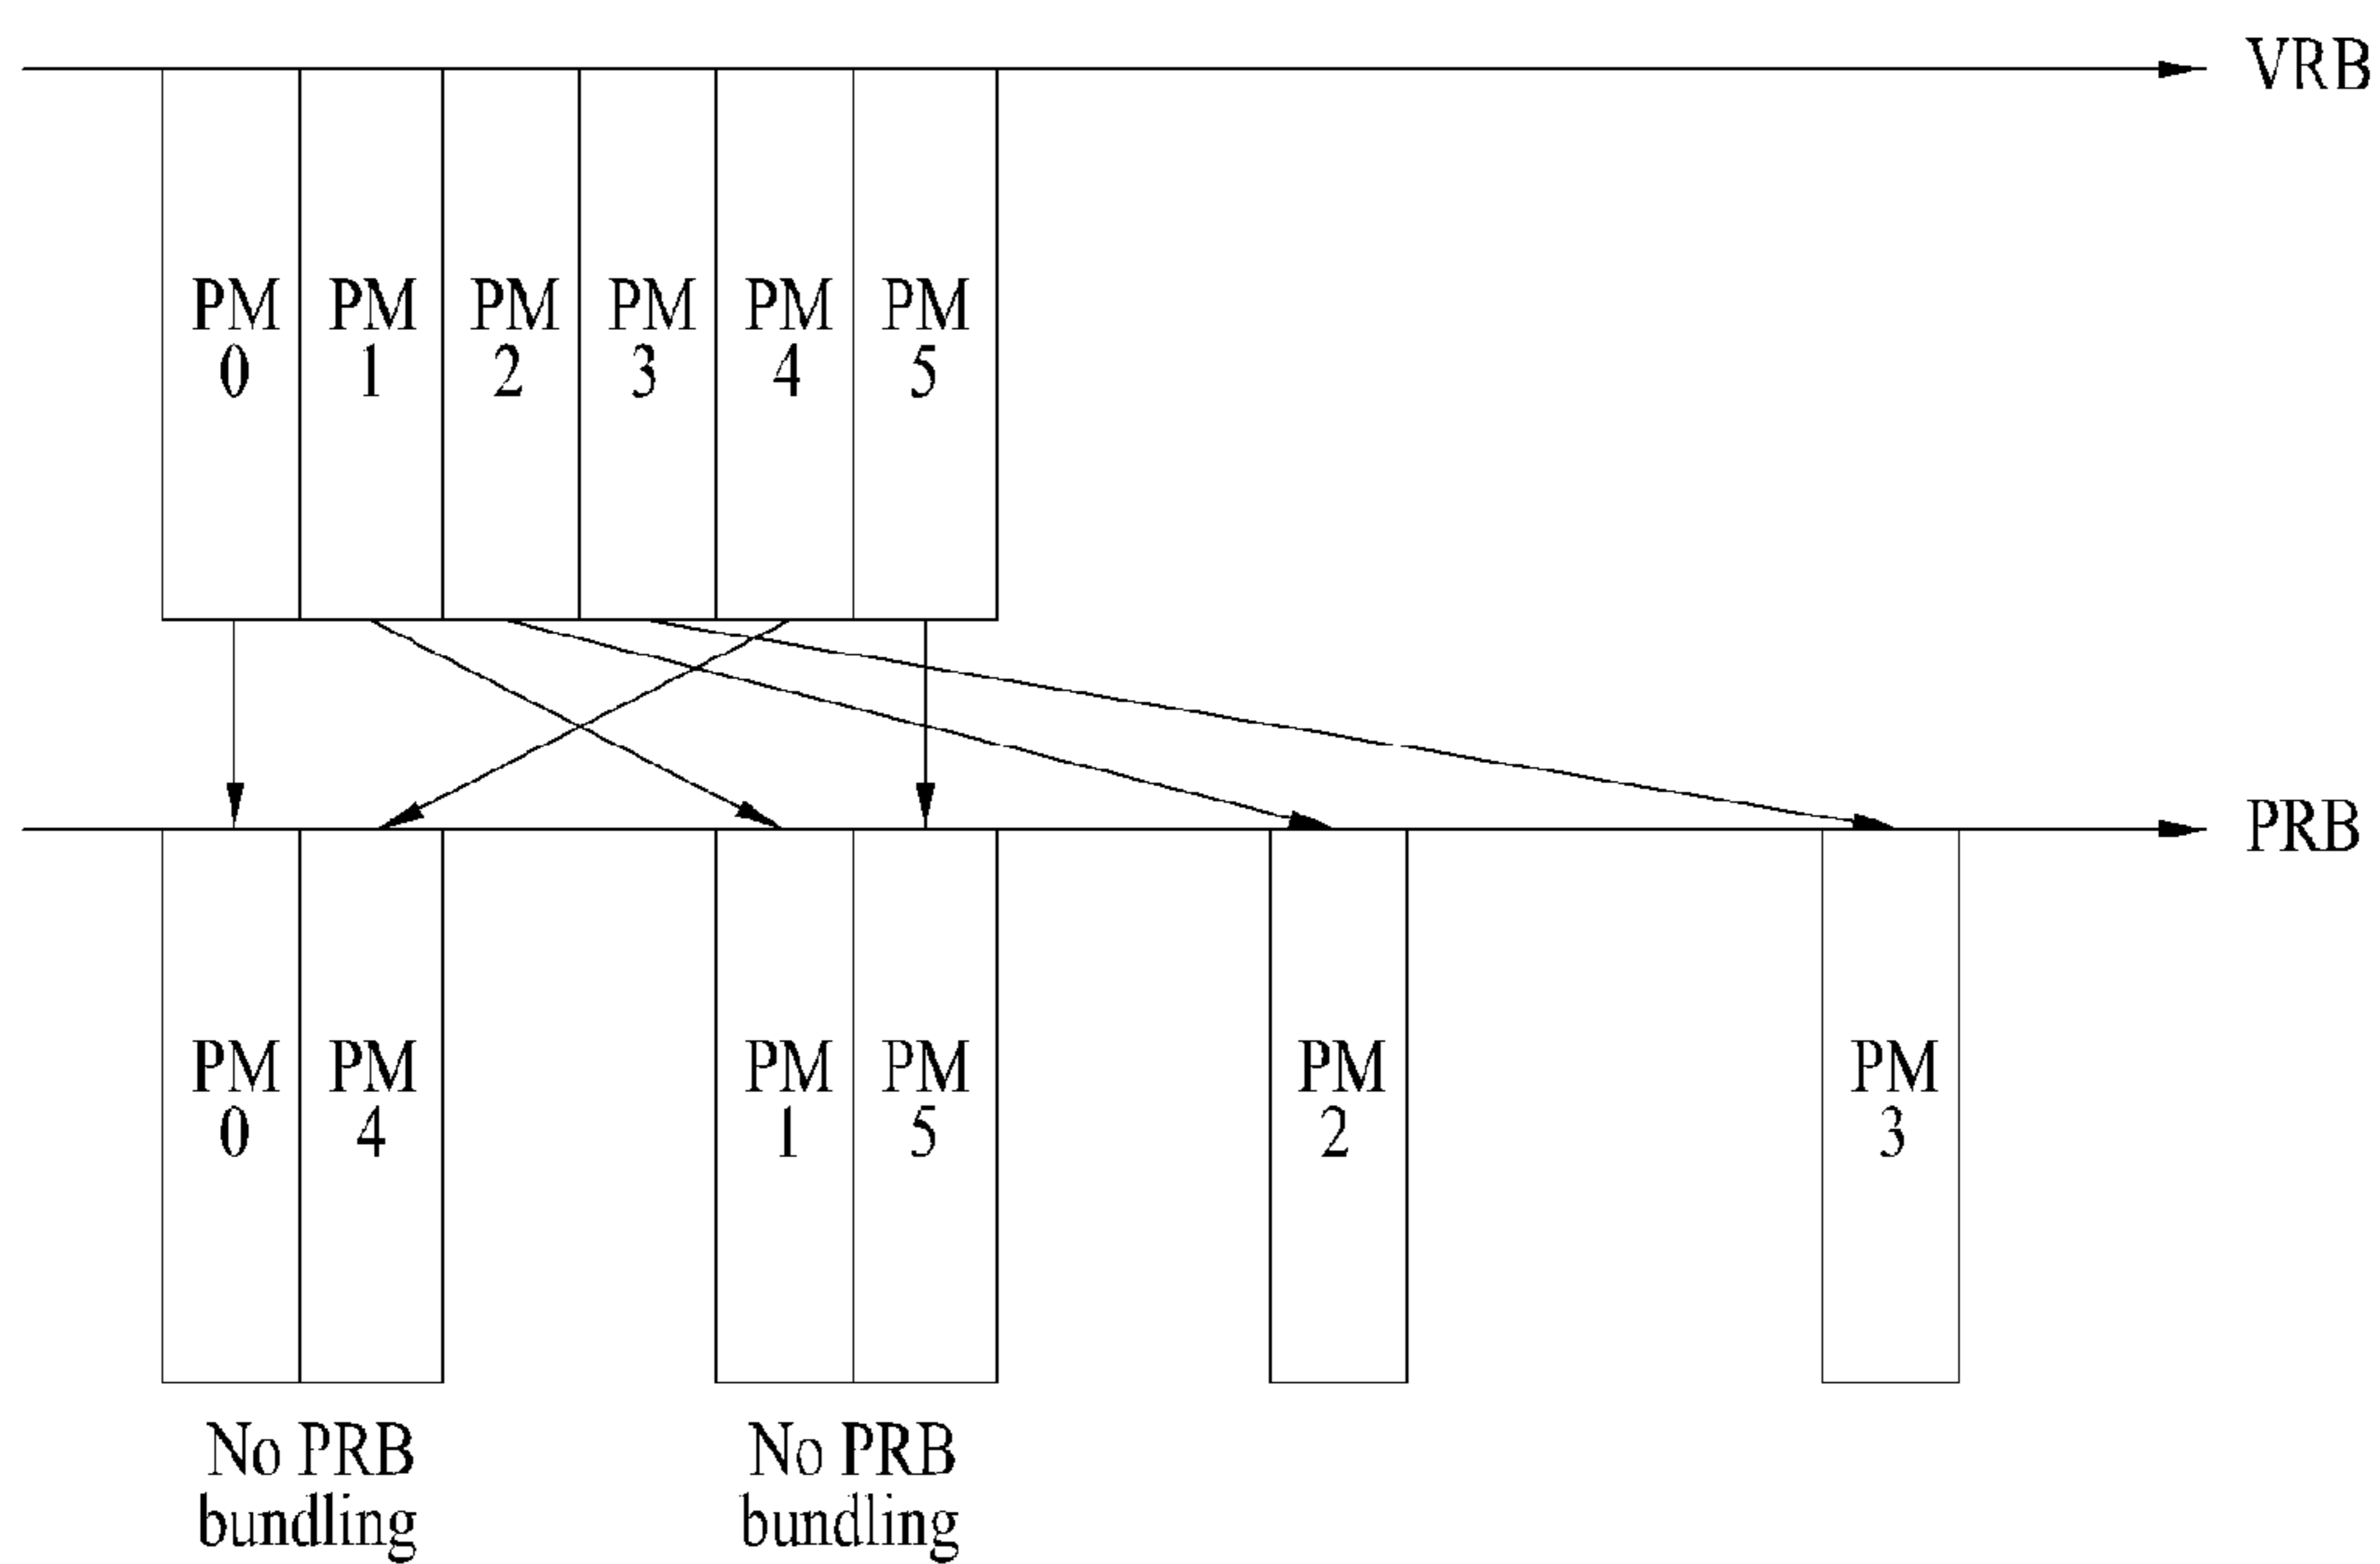 VRB
PM PM PM PM PM PM
0 1 2 3 4 5
PRB
PM PM PM PM PM PM
0 4 1 5 2 3
No PRB No PRB
bundling bundling